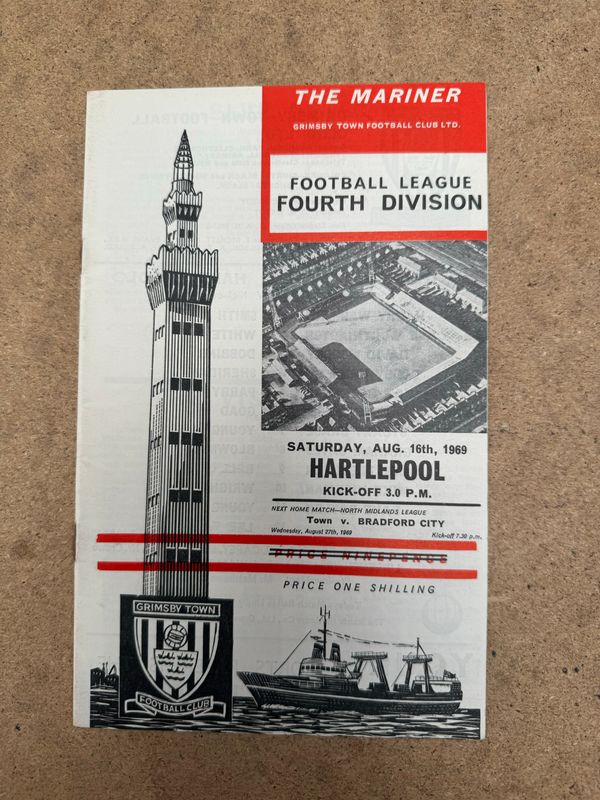 THE MARINER
GRIMSBY TOWN FOOTBALL CLUB LTD.
FOOTBALL LEAGUE
FOURTH DIVISION
SATURDAY, AUG. 16th, 1969
HARTLEPOOL
KICK-OFF 3.0 P.M.
NEXT HOME MATCH—NORTH MIDLANDS LEAGUE
Town v. BRADFORD CITY
Wednesday, August 27th, 1969 Kick-off 7.30 p.m.
PRICE NINEPENCE
PRICE ONE SHILLING
GRIMSBY TOWN
FOOTBALL CLUB